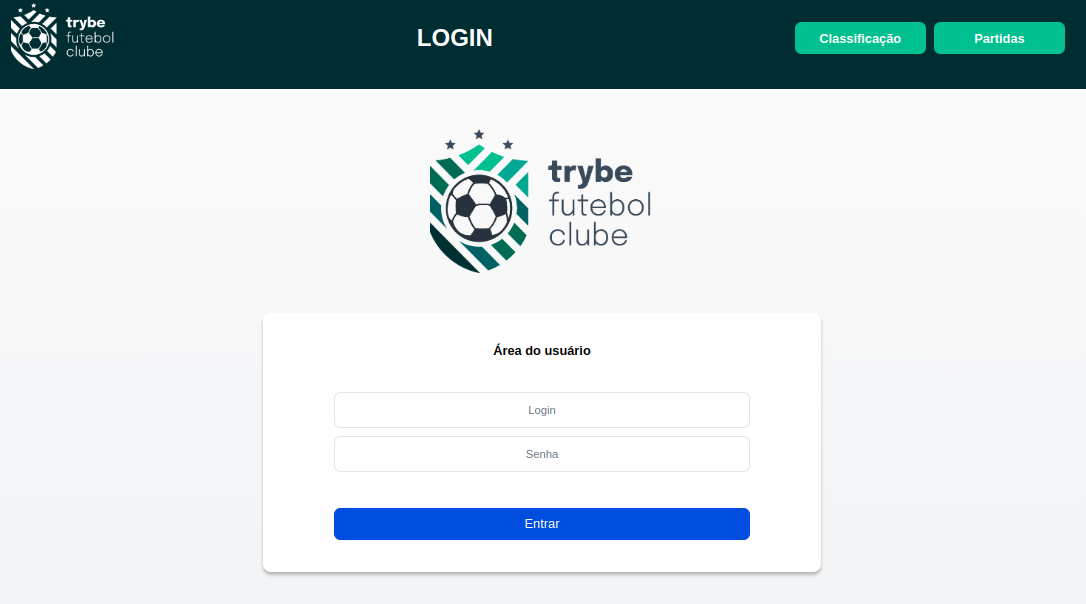 trybe
futebol
clube
LOGIN
Classificação
Partidas
trybe
futebol
clube
Área do usuário
Login
Senha
Entrar